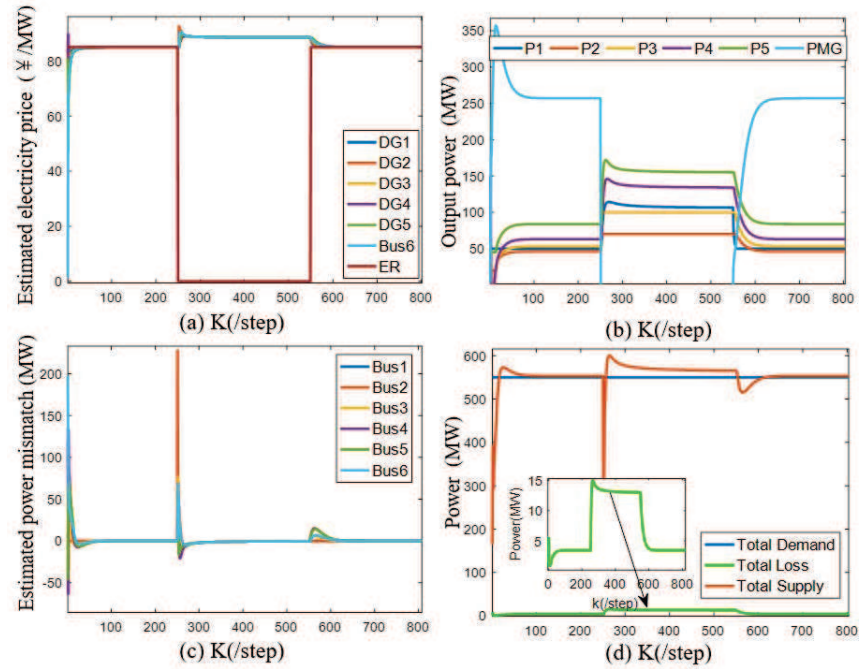 Estimated electricity price (¥/MW)
80
60
40
20
0
DG1
DG2
DG3
DG4
DG5
Bus6
ER
100 200 300 400 500 600 700 800
(a) K(/step)
Output power (MW)
350
300
250
200
150
100
50
P1 P2 P3 P4 P5 PMG
100 200 300 400 500 600 700 800
(b) K(/step)
Estimated power mismatch (MW)
200
150
100
50
0
-50
Bus1
Bus2
Bus3
Bus4
Bus5
Bus6
100 200 300 400 500 600 700 800
(c) K(/step)
Power (MW)
600
500
400
300
200
100
0
Power(MW)
15
10
5
200 400 600 800
k(/step)
Total Demand
Total Loss
Total Supply
100 200 300 400 500 600 700 800
(d) K(/step)